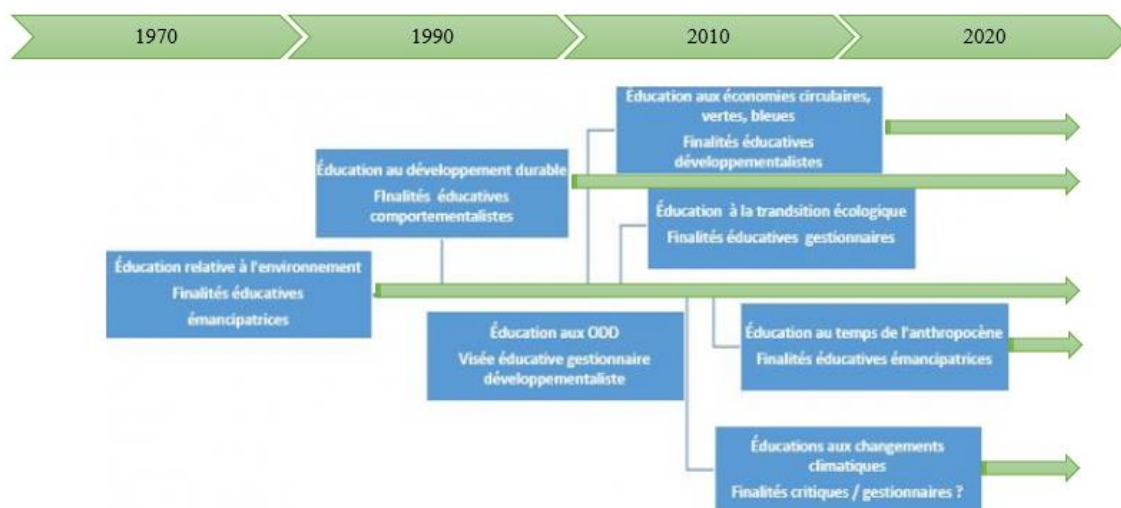 1970
1990
2010
2020
Éducation aux économies circulaires,
vertes, bleues
Finalités éducatives
développementalistes
Éducation au développement durable
FInalités éducatives
comportementalistes
Éducation à la trandsition écologique
Finalités éducatives gestionnaires
Éducation relative à l'environnement
Finalités éducatives
émancipatrices
Éducation aux ODD
Visée éducative gestionnaire
développementaliste
Éducation au temps de l'anthropocène
Finalités éducatives émancipatrices
Éducations aux changements
climatiques
Finalités critiques / gestionnaires ?